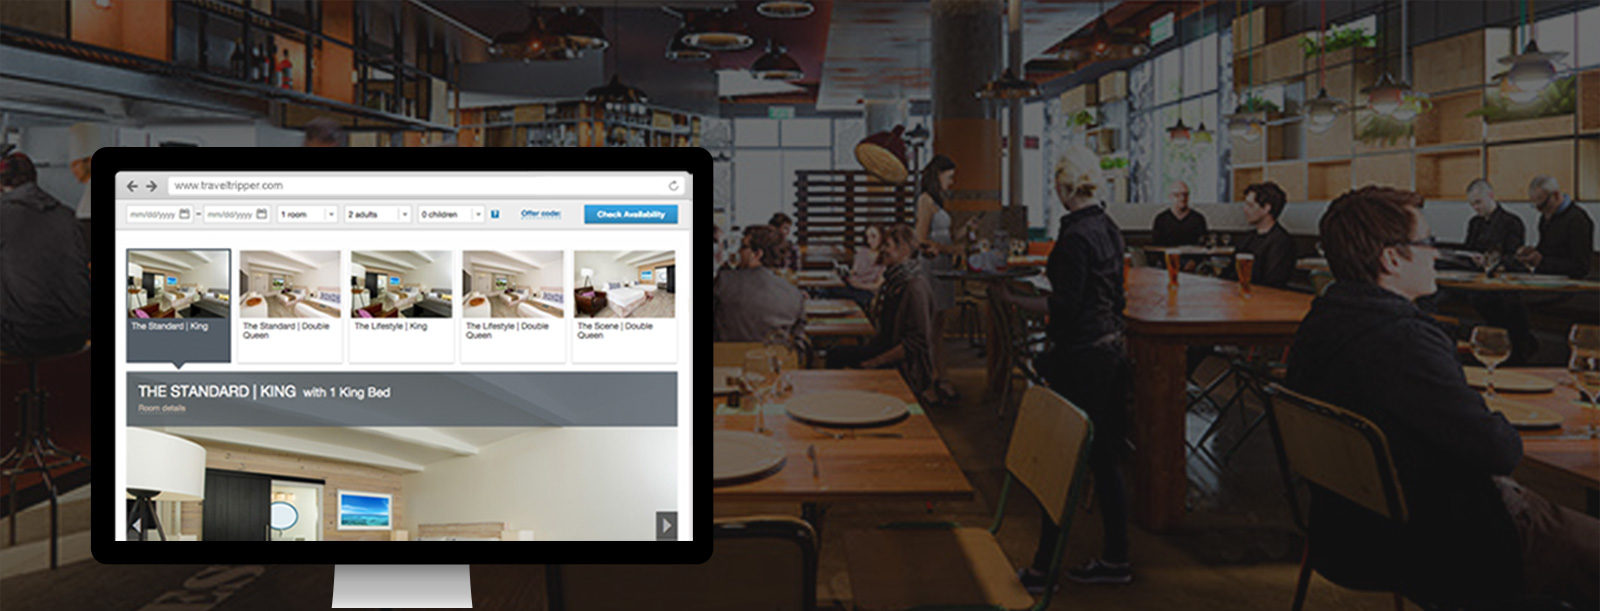 www.traveltripper.com
mm/dd/yyyy – mm/dd/yyyy 1 room 2 adults 0 children ? Offer code: Check Availability
The Standard | King
The Standard | Double
Queen
The Lifestyle | King
The Lifestyle | Double
Queen
The Scene | Double
Queen
THE STANDARD | KING with 1 King Bed
Room details